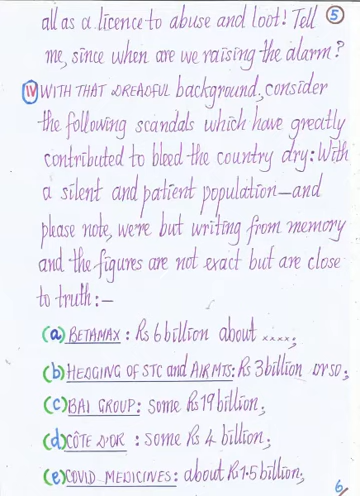 all as a licence to abuse and loot! Tell ⑤
me, since when are we raising the alarm?
IV WITH THAT DREADFUL background, consider
the following scandals which have greatly
contributed to bleed the country dry: With
a silent and patient population—and
please note, we're but writing from memory
and the figures are not exact but are close
to truth:—
(a) BETAMAX: Rs 6 billion about ××××;
(b) HEDGING OF STC and AIR MTS: Rs 3 billion or so;
(c) BAI GROUP: some Rs 19 billion;
(d) CÔTE D'OR: some Rs 4 billion;
(e) COVID MEDICINES: about Rs 1.5 billion;
6